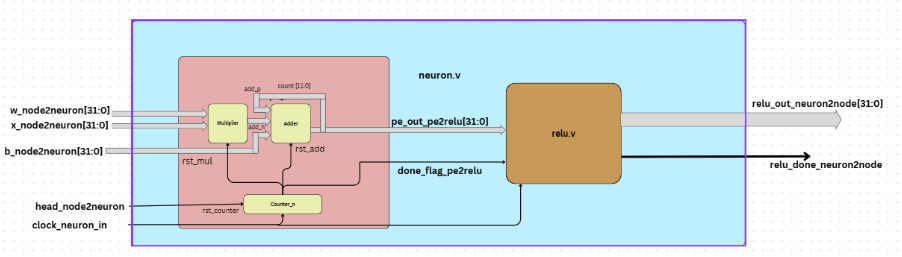 neuron.v
add_p
count [11:0]
w_node2neuron[31:0]
x_node2neuron[31:0]
b_node2neuron[31:0]
Multiplier
add_n
Adder
rst_mul
rst_add
pe_out_pe2relu[31:0]
done_flag_pe2relu
relu.v
relu_out_neuron2node[31:0]
relu_done_neuron2node
head_node2neuron
rst_counter
Counter_n
clock_neuron_in